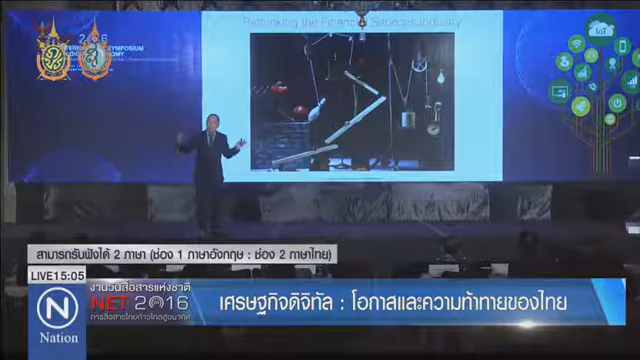 Rethinking the Financial Services Industry
2016
SYMPOSIUM
IoT
สามารถรับฟังได้ 2 ภาษา (ช่อง 1 ภาษาอังกฤษ : ช่อง 2 ภาษาไทย)
LIVE15:05
งานวันสื่อสารแห่งชาติ
NET 2016
การสื่อสารไทยก้าวไกลสู่อนาคต
เศรษฐกิจดิจิทัล : โอกาสและความท้าทายของไทย
N
Nation